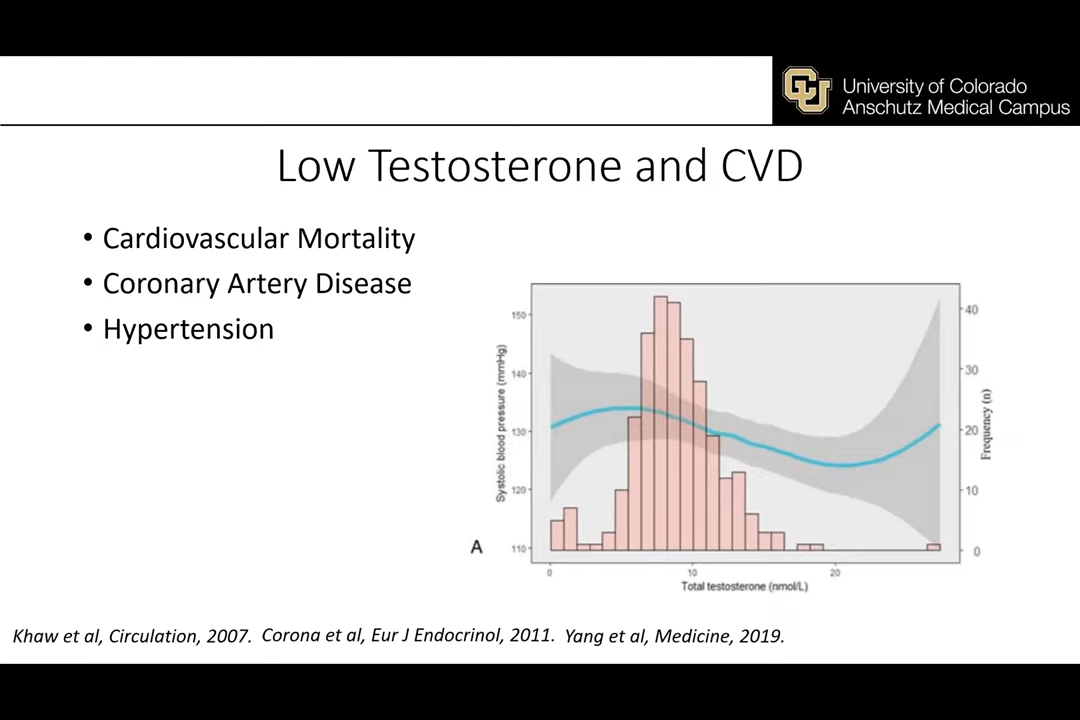 University of Colorado
Anschutz Medical Campus
Low Testosterone and CVD
• Cardiovascular Mortality
• Coronary Artery Disease
• Hypertension
150
140
130
120
110
Systolic blood pressure (mmHg)
40
30
20
10
0
Frequency (n)
A
0 10 20
Total testosterone (nmol/L)
Khaw et al, Circulation, 2007. Corona et al, Eur J Endocrinol, 2011. Yang et al, Medicine, 2019.